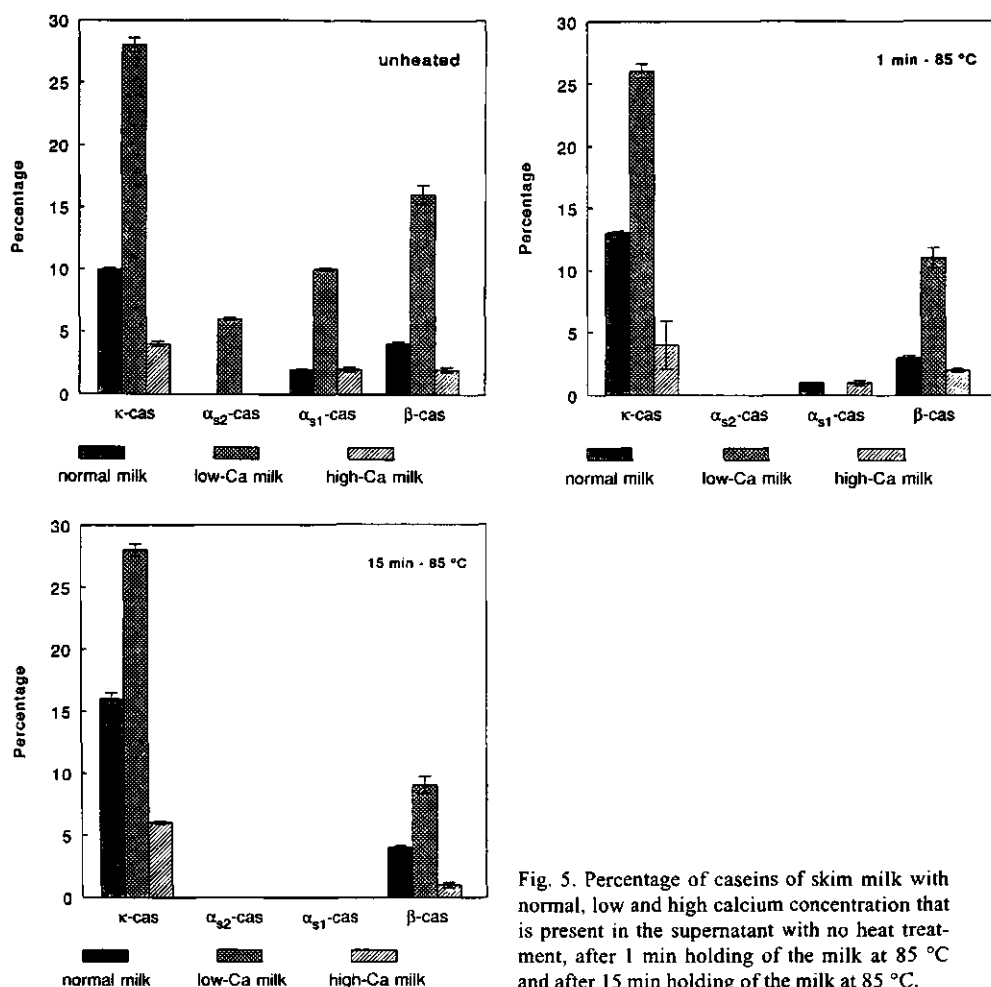 30
25
20
15
10
5
0
Percentage
unheated
κ-cas αs2-cas αs1-cas β-cas
normal milk low-Ca milk high-Ca milk
30
25
20
15
10
5
0
Percentage
1 min - 85 °C
κ-cas αs2-cas αs1-cas β-cas
normal milk low-Ca milk high-Ca milk
30
25
20
15
10
5
0
Percentage
15 min - 85 °C
κ-cas αs2-cas αs1-cas β-cas
normal milk low-Ca milk high-Ca milk
Fig. 5. Percentage of caseins of skim milk with
normal, low and high calcium concentration that
is present in the supernatant with no heat treat-
ment, after 1 min holding of the milk at 85 °C
and after 15 min holding of the milk at 85 °C.